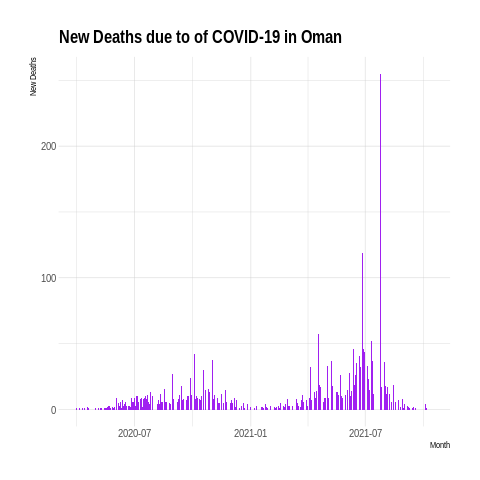 New Deaths due to of COVID-19 in Oman
New Deaths
200
100
0
2020-07 2021-01 2021-07
Month